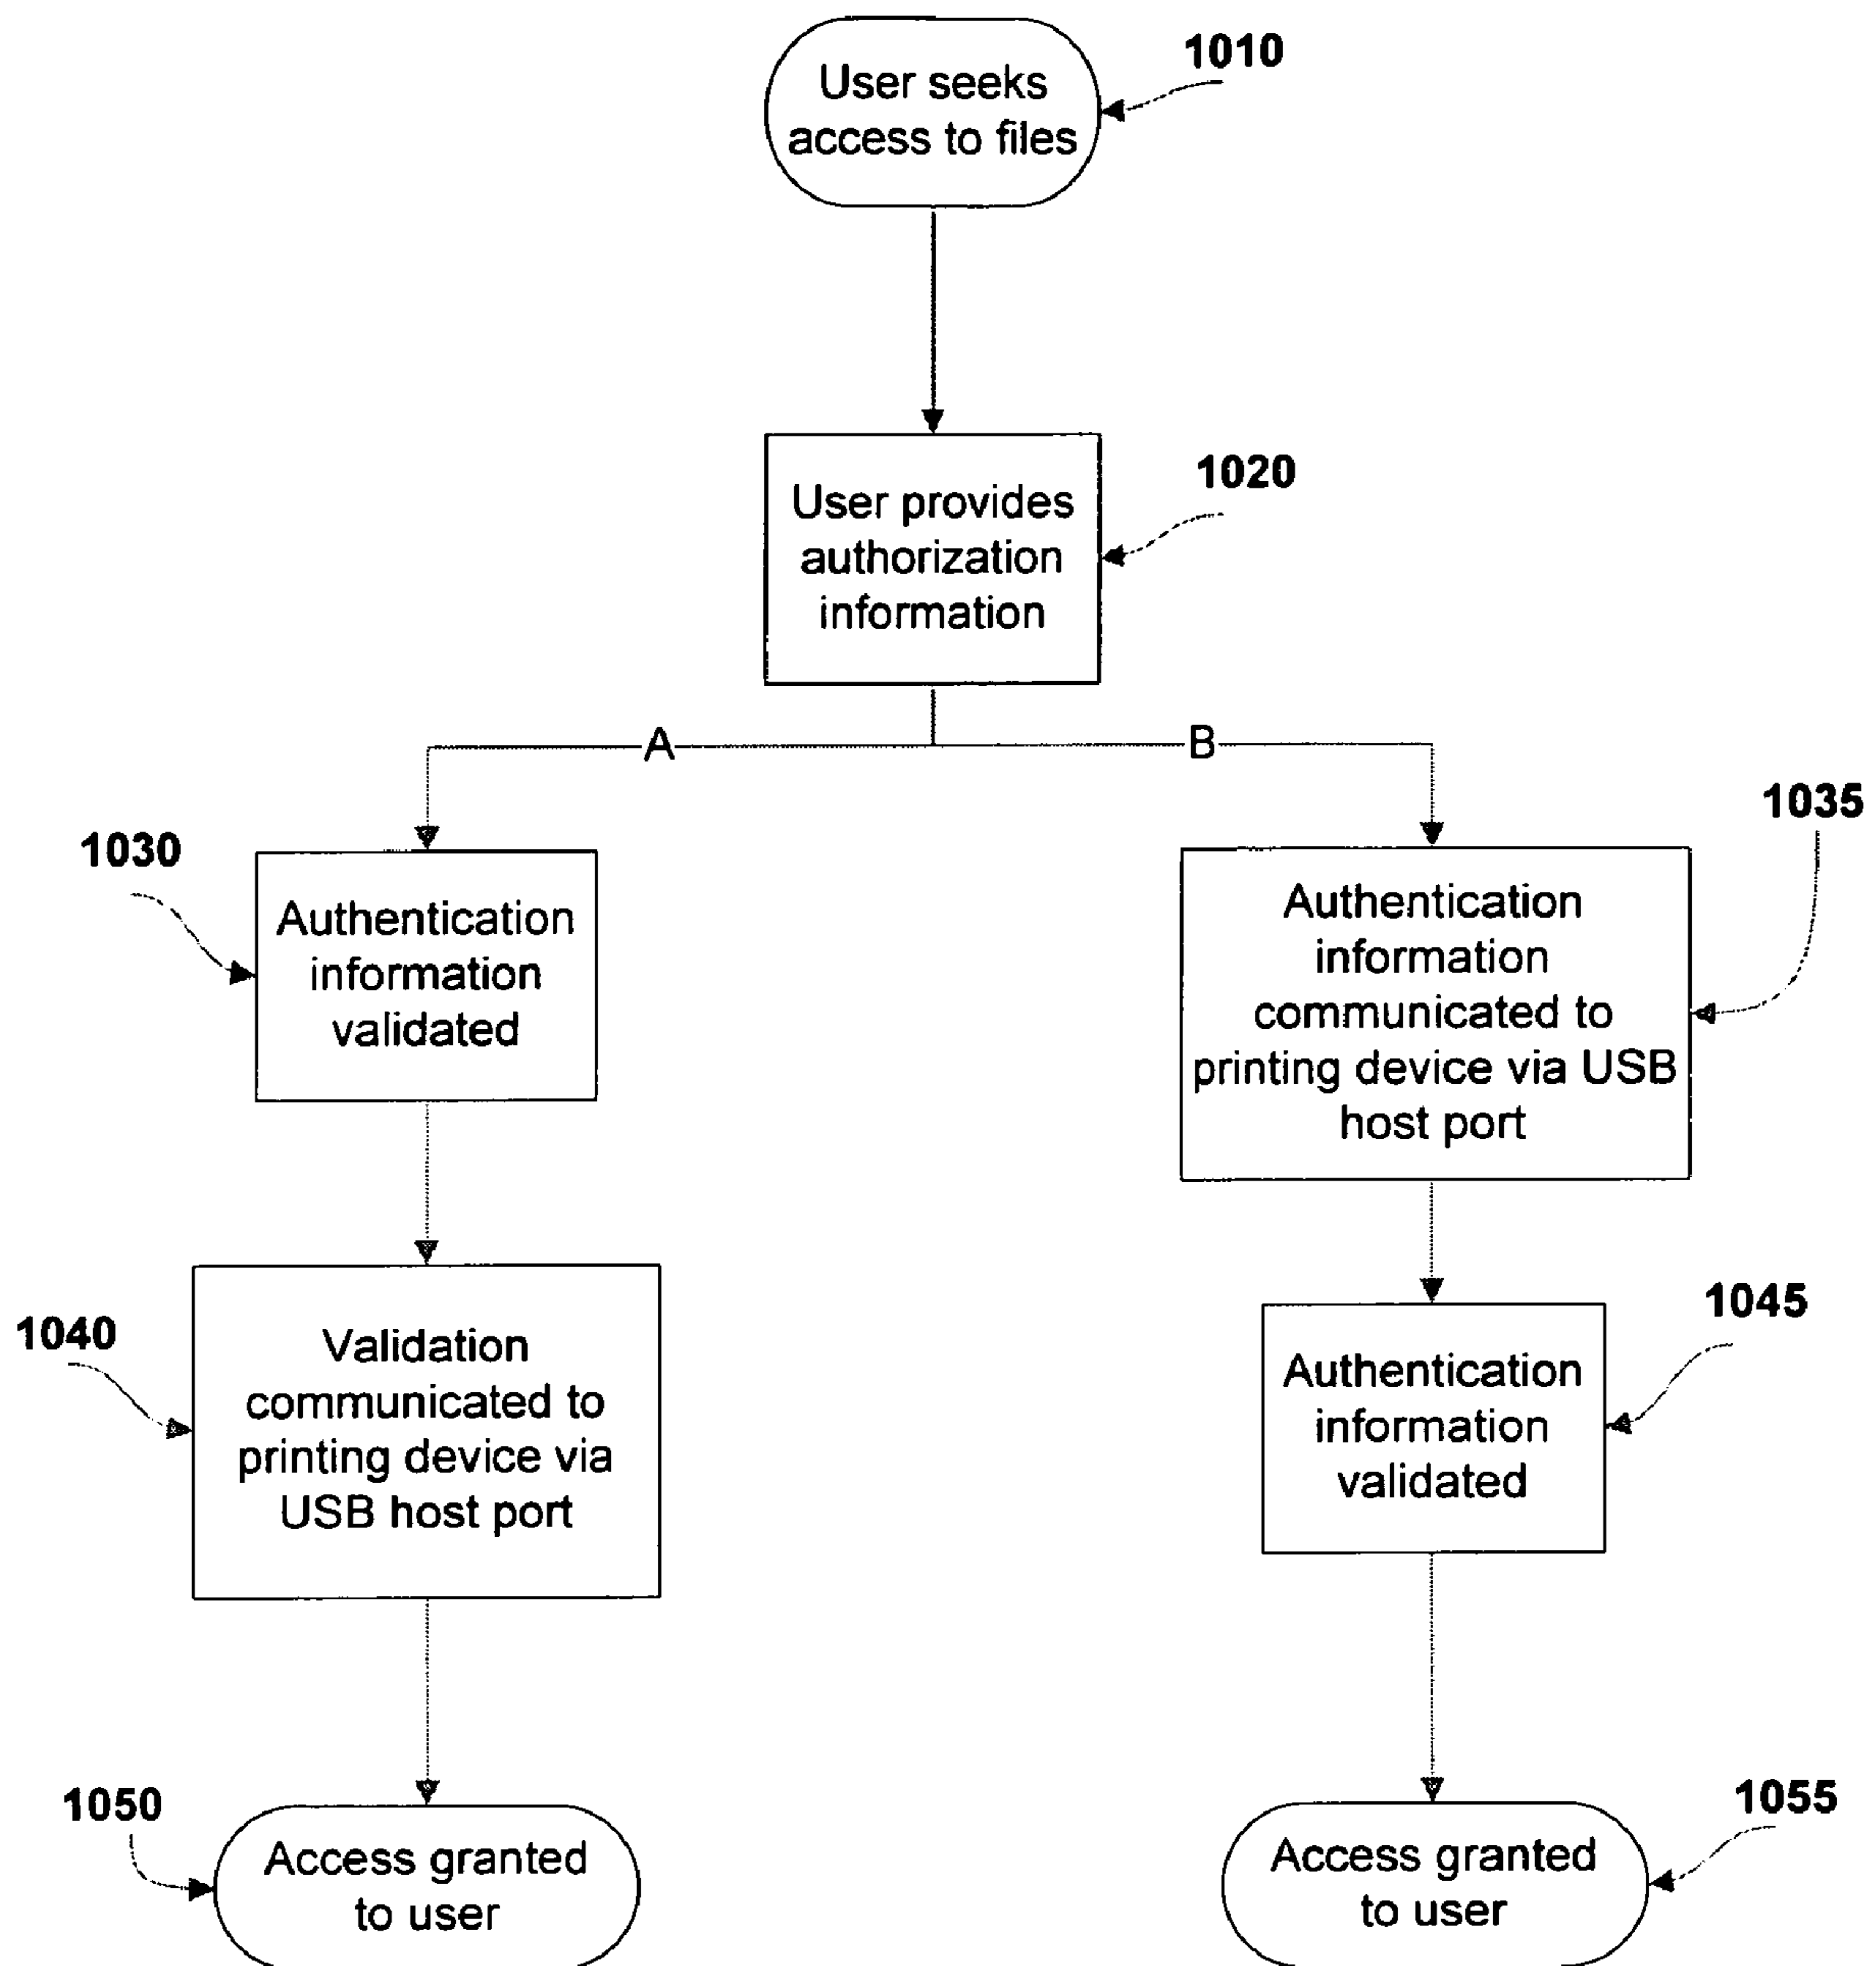 1010
User seeks
access to files
1020
User provides
authorization
information
A
B
1030
Authentication
information
validated
1035
Authentication
information
communicated to
printing device via USB
host port
1040
Validation
communicated to
printing device via
USB host port
1045
Authentication
information
validated
1050
Access granted
to user
1055
Access granted
to user